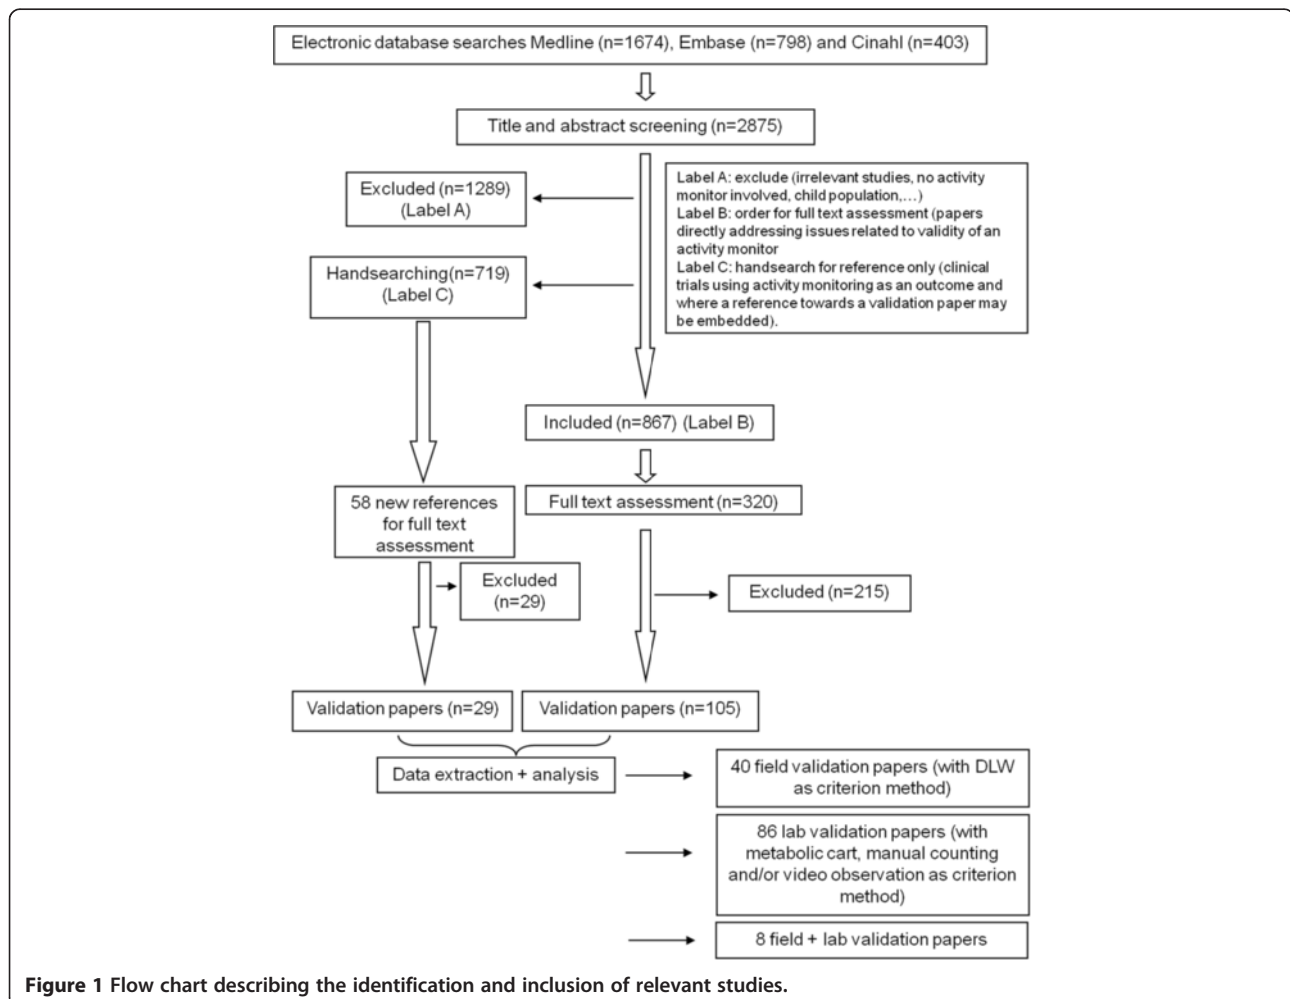 Electronic database searches Medline (n=1674), Embase (n=798) and Cinahl (n=403)
Title and abstract screening (n=2875)
Excluded (n=1289)
(Label A)
Label A: exclude (irrelevant studies, no activity
monitor involved, child population,...)
Label B: order for full text assessment (papers
directly addressing issues related to validity of an
activity monitor
Label C: handsearch for reference only (clinical
trials using activity monitoring as an outcome and
where a reference towards a validation paper may
be embedded).
Handsearching(n=719)
(Label C)
Included (n=867) (Label B)
58 new references
for full text
assessment
Full text assessment (n=320)
Excluded
(n=29)
Excluded (n=215)
Validation papers (n=29)
Validation papers (n=105)
Data extraction + analysis
40 field validation papers (with DLW
as criterion method)
86 lab validation papers (with
metabolic cart, manual counting
and/or video observation as criterion
method)
8 field + lab validation papers
Figure 1 Flow chart describing the identification and inclusion of relevant studies.